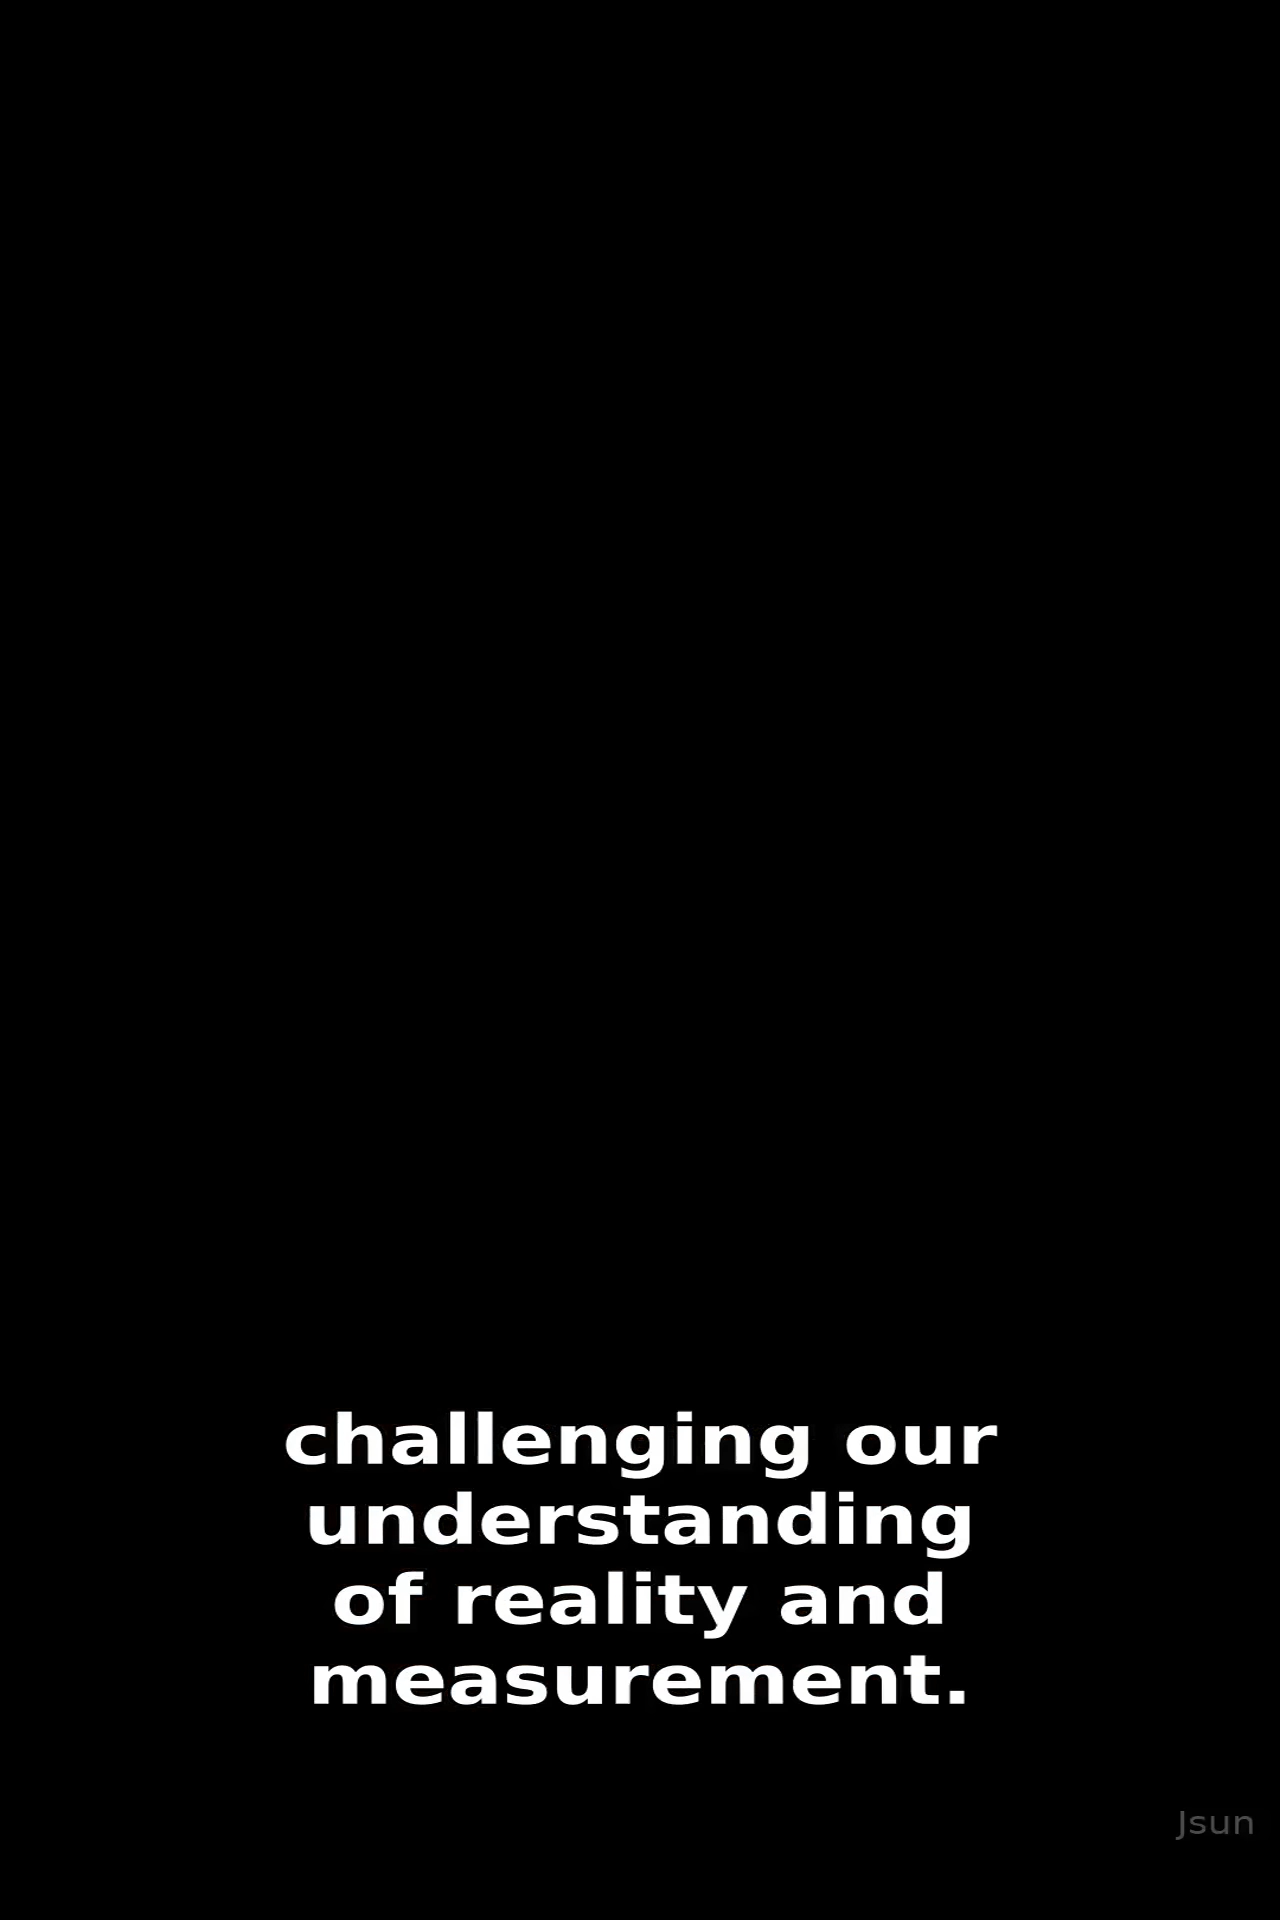 challenging our
understanding
of reality and
measurement.
Jsun